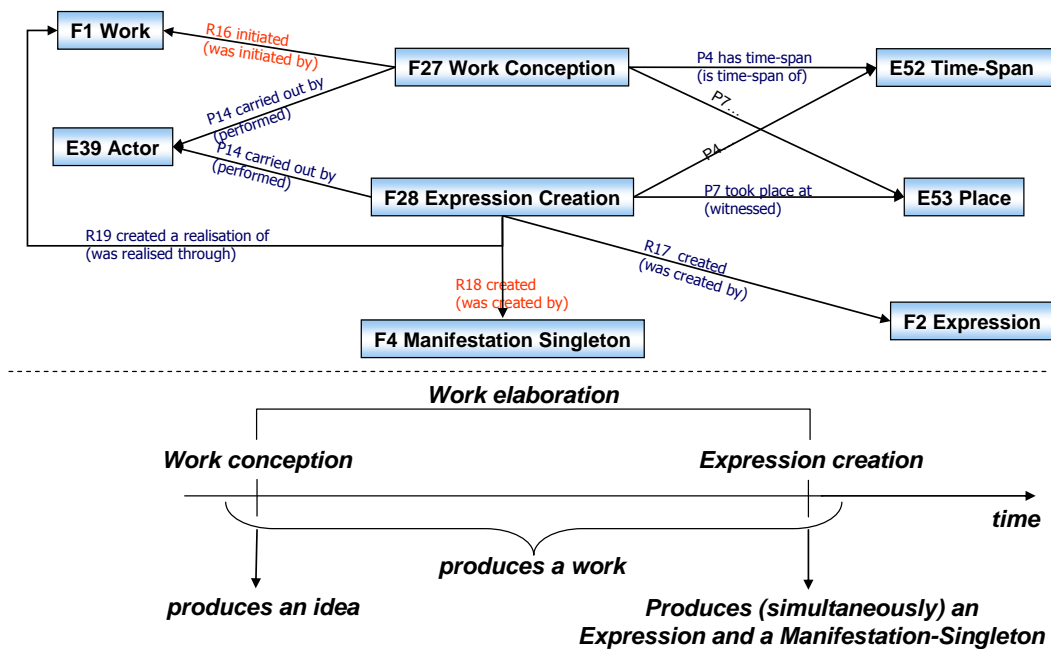 F1 Work
R16 initiated
(was initiated by)
F27 Work Conception
P4 has time-span
(is time-span of)
E52 Time-Span
P14 carried out by
(performed)
P7…
E39 Actor
P14 carried out by
(performed)
P4…
F28 Expression Creation
P7 took place at
(witnessed)
E53 Place
R19 created a realisation of
(was realised through)
R17 created
(was created by)
R18 created
(was created by)
F2 Expression
F4 Manifestation Singleton
Work elaboration
Work conception
Expression creation
time
produces a work
produces an idea
Produces (simultaneously) an
Expression and a Manifestation-Singleton